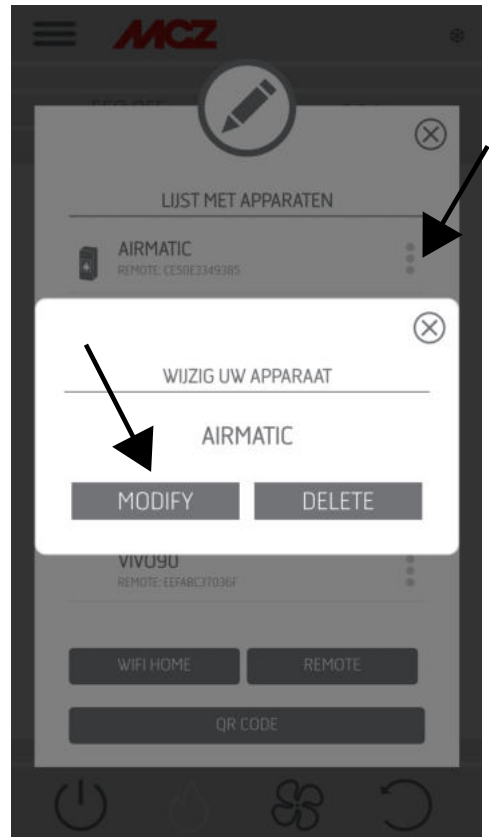 MCZ
LIJST MET APPARATEN
AIRMATIC
REMOTE: CE50E3349385
WIJZIG UW APPARAAT
AIRMATIC
MODIFY DELETE
VIVO90
REMOTE: EEFABC37036F
WIFI HOME REMOTE
QR CODE